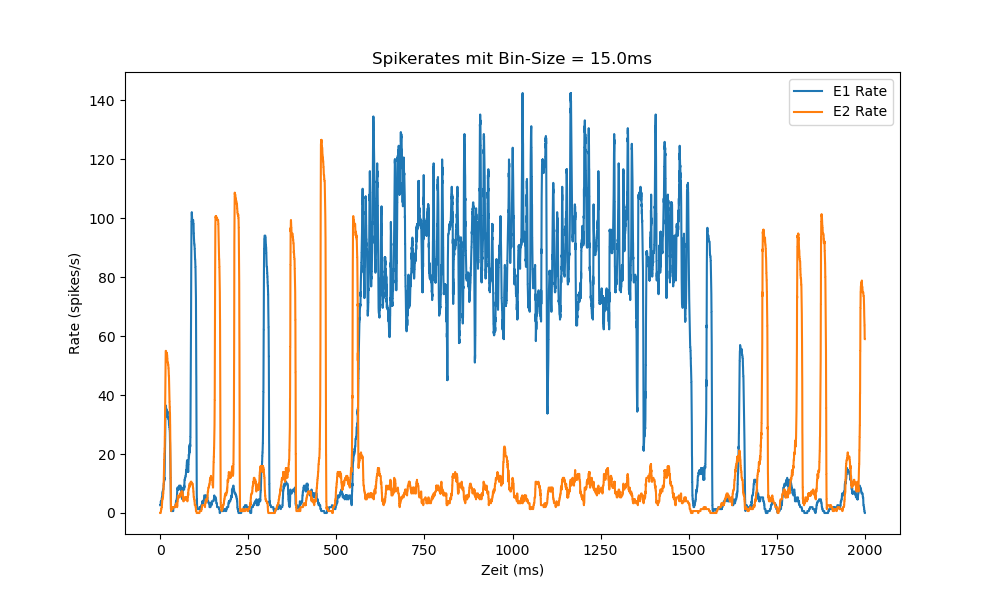 Spikerates mit Bin-Size = 15.0ms
E1 Rate
E2 Rate
Rate (spikes/s)
140
120
100
80
60
40
20
0
0 250 500 750 1000 1250 1500 1750 2000
Zeit (ms)